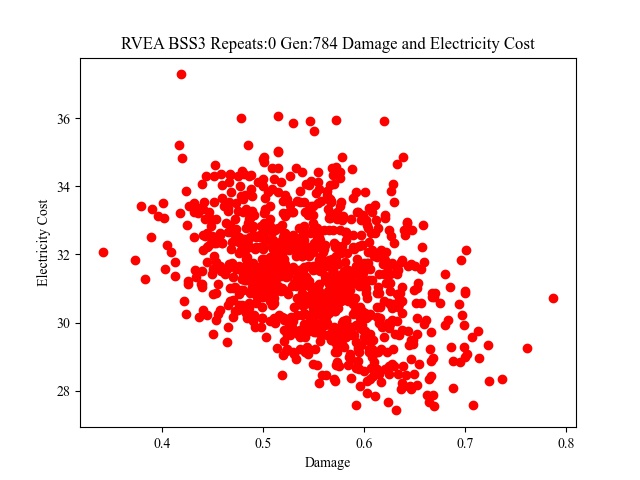 RVEA BSS3 Repeats:0 Gen:784 Damage and Electricity Cost
36
34
32
30
28
Electricity Cost
0.4 0.5 0.6 0.7 0.8
Damage